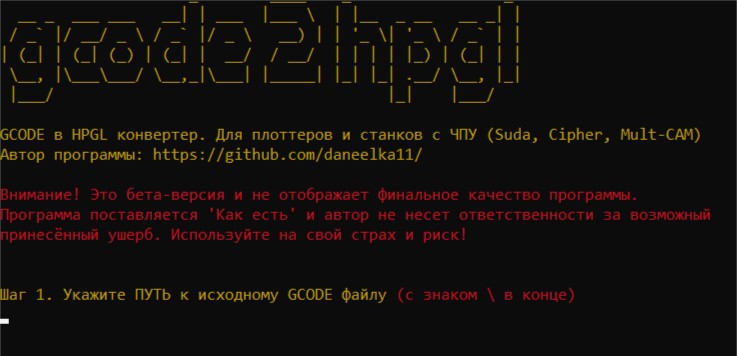 gcode2hpgl
GCODE в HPGL конвертер. Для плоттеров и станков с ЧПУ (Suda, Cipher, Mult-CAM)
Автор программы: https://github.com/daneelka11/
Внимание! Это бета-версия и не отображает финальное качество программы.
Программа поставляется 'Как есть' и автор не несет ответственности за возможный
принесённый ушерб. Используйте на свой страх и риск!
Шаг 1. Укажите ПУТЬ к исходному GCODE файлу (с знаком \ в конце)